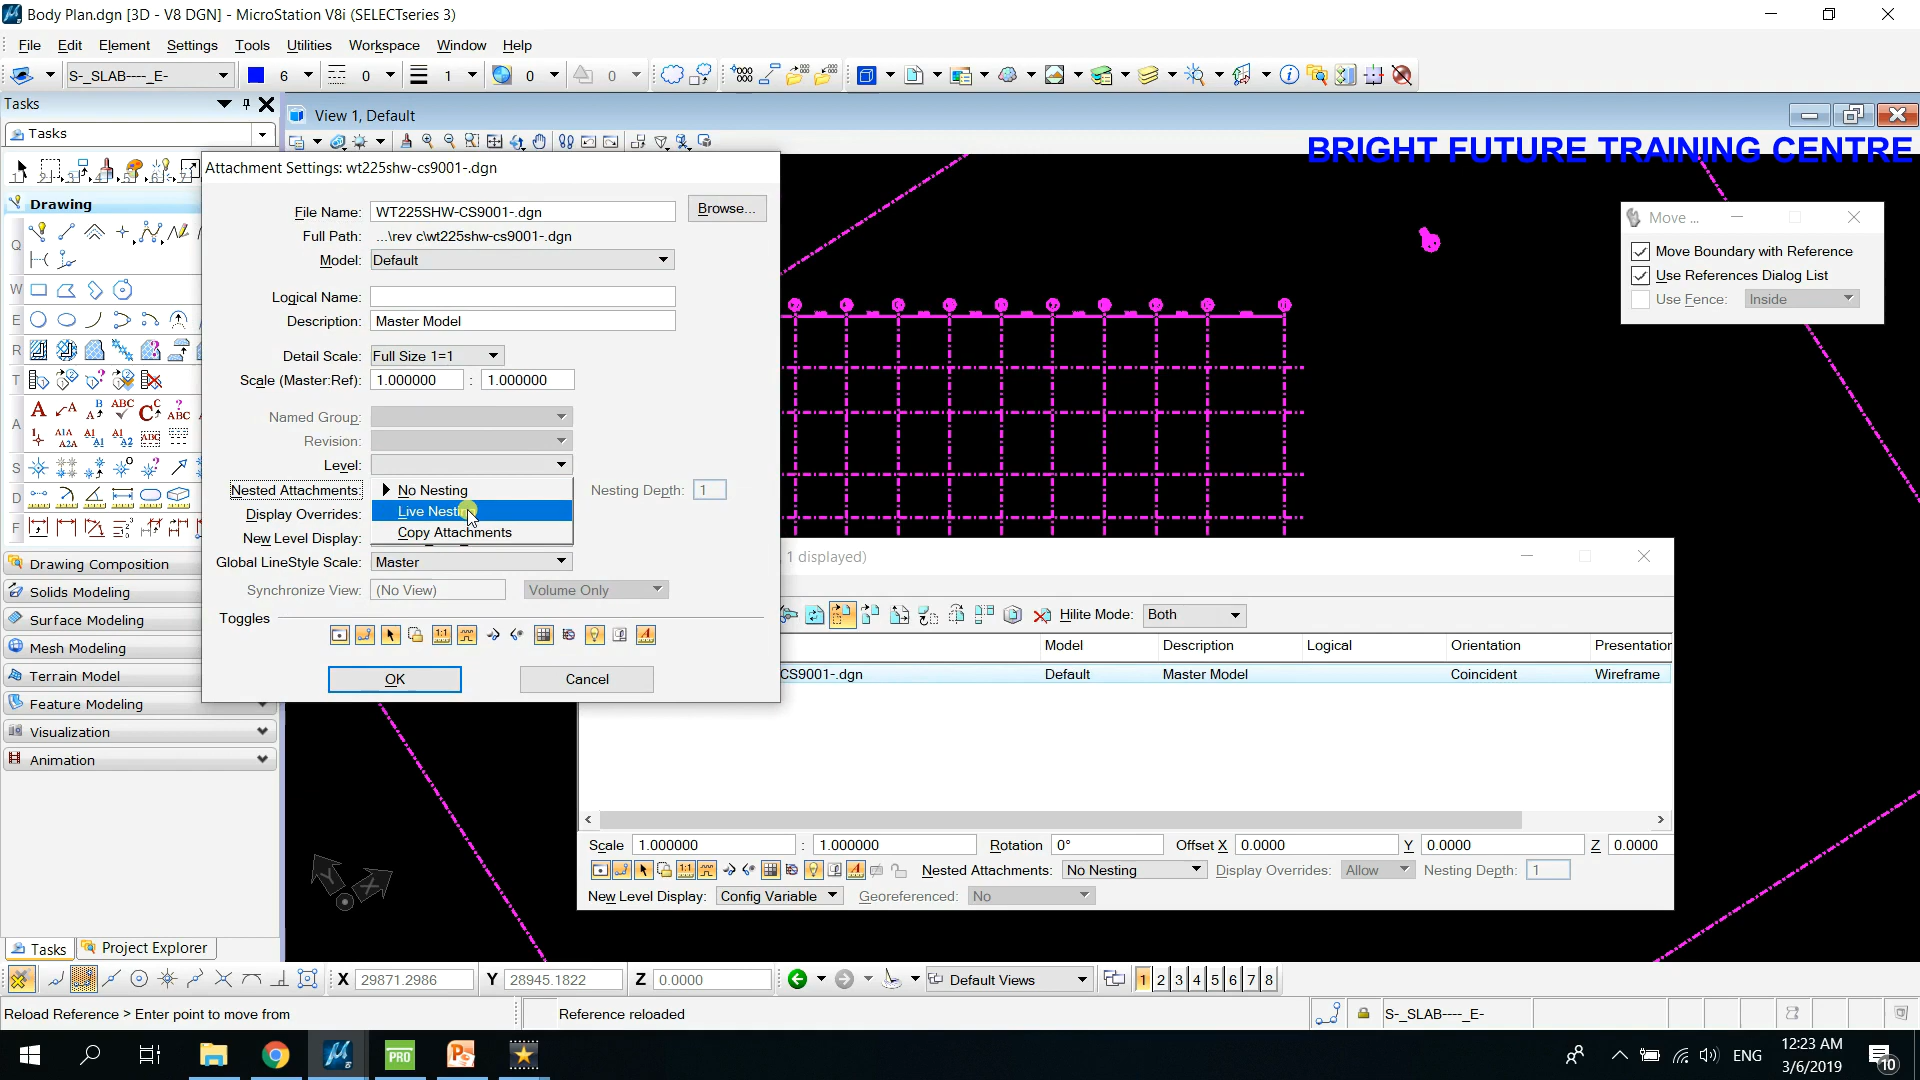 Body Plan.dgn [3D - V8 DGN] - MicroStation V8i (SELECTseries 3)
File Edit Element Settings Tools Utilities Workspace Window Help
S-_SLAB----_E- 6 0 1 0 0
Tasks
View 1, Default
Tasks
BRIGHT FUTURE TRAINING CENTRE
Attachment Settings: wt225shw-cs9001-.dgn
Drawing
File Name: WT225SHW-CS9001-.dgn Browse...
Full Path: ...\rev c\wt225shw-cs9001-.dgn
Model: Default
Logical Name:
Description: Master Model
Detail Scale: Full Size 1=1
Scale (Master:Ref): 1.000000 : 1.000000
Named Group:
Revision:
Level:
Nested Attachments: No Nesting Nesting Depth: 1
Live Nesting
Display Overrides:
Copy Attachments
New Level Display:
Global LineStyle Scale: Master
Synchronize View: (No View) Volume Only
Toggles
OK Cancel
Move ...
Move Boundary with Reference
Use References Dialog List
Use Fence: Inside
Q
W
E
R
T
A
S
D
F
Drawing Composition
Solids Modeling
Surface Modeling
Mesh Modeling
Terrain Model
Feature Modeling
Visualization
Animation
1 displayed)
Hilite Mode: Both
Model Description Logical Orientation Presentation
CS9001-.dgn Default Master Model Coincident Wireframe
Scale 1.000000 : 1.000000 Rotation 0° Offset X 0.0000 Y 0.0000 Z 0.0000
Nested Attachments: No Nesting Display Overrides: Allow Nesting Depth: 1
New Level Display: Config Variable Georeferenced: No
Y X
Tasks Project Explorer
X 29871.2986 Y 28945.1822 Z 0.0000 Default Views 1 2 3 4 5 6 7 8
Reload Reference > Enter point to move from Reference reloaded S-_SLAB----_E-
PRO
ENG
12:23 AM
3/6/2019
10